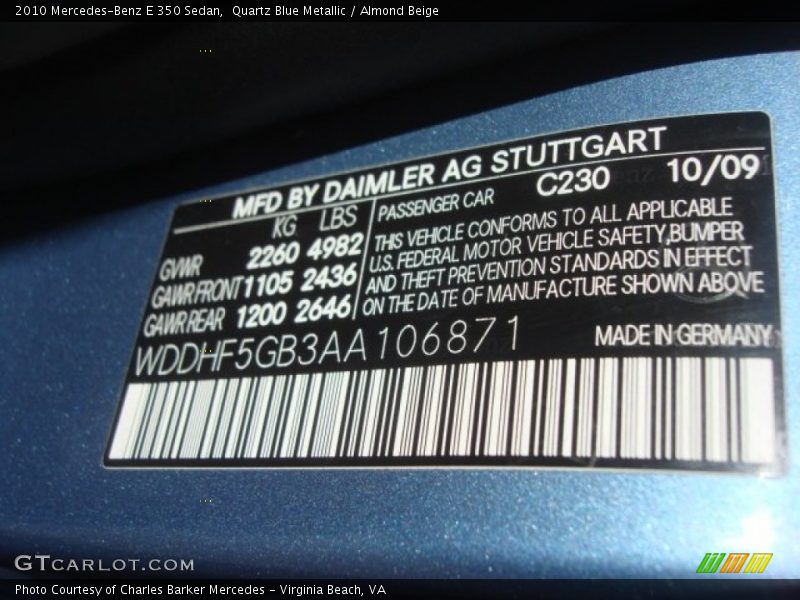 2010 Mercedes-Benz E 350 Sedan,  Quartz Blue Metallic / Almond Beige
MFD BY DAIMLER AG STUTTGART
KG LBS
PASSENGER CAR C230 10/09
GVWR 2260 4982
GAWR FRONT 1105 2436
GAWR REAR 1200 2646
THIS VEHICLE CONFORMS TO ALL APPLICABLE
U.S. FEDERAL MOTOR VEHICLE SAFETY, BUMPER
AND THEFT PREVENTION STANDARDS IN EFFECT
ON THE DATE OF MANUFACTURE SHOWN ABOVE
WDDHF5GB3AA106871
MADE IN GERMANY
GTCARLOT.COM
Photo Courtesy of Charles Barker Mercedes - Virginia Beach, VA